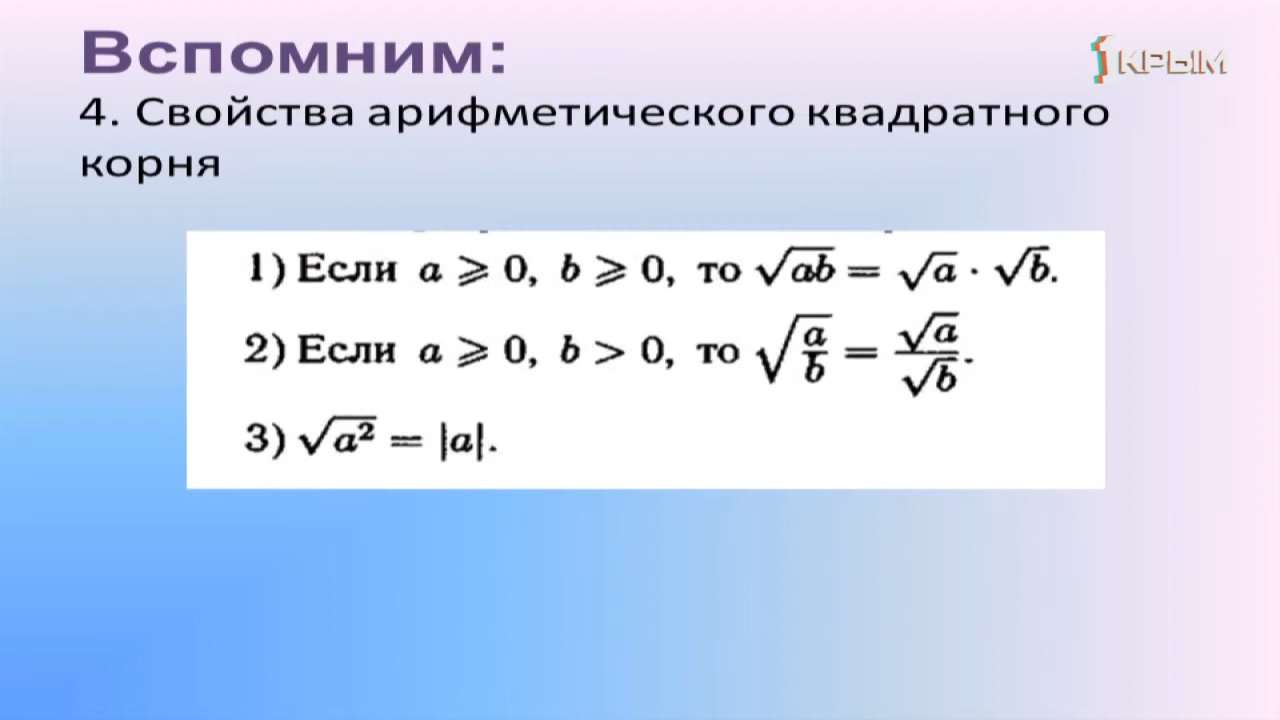 Вспомним:
1 КРЫМ
4. Свойства арифметического квадратного
корня
1) Если a ⩾ 0, b ⩾ 0, то √ab = √a · √b.
2) Если a ⩾ 0, b > 0, то √a/b = √a/√b.
3) √a² = |a|.